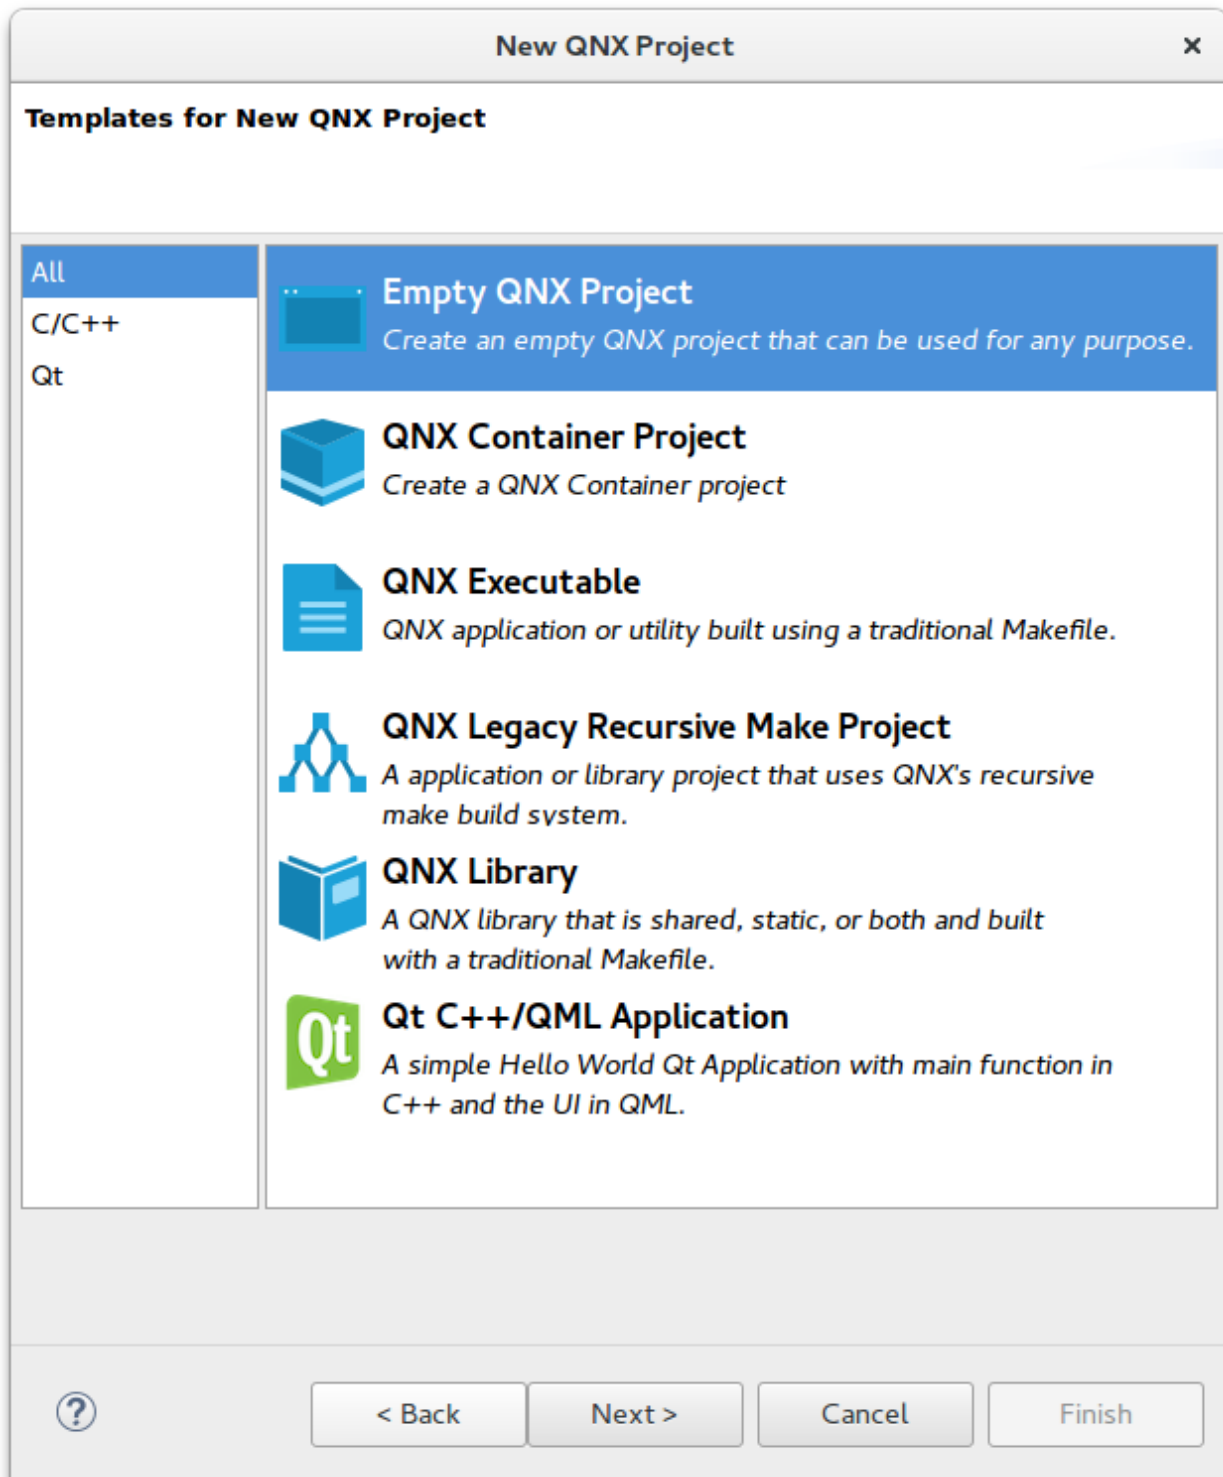 New QNX Project
×
Templates for New QNX Project
All
C/C++
Qt
Empty QNX Project
Create an empty QNX project that can be used for any purpose.
QNX Container Project
Create a QNX Container project
QNX Executable
QNX application or utility built using a traditional Makefile.
QNX Legacy Recursive Make Project
A application or library project that uses QNX's recursive
make build system.
QNX Library
A QNX library that is shared, static, or both and built
with a traditional Makefile.
Qt
Qt C++/QML Application
A simple Hello World Qt Application with main function in
C++ and the UI in QML.
?
< Back
Next >
Cancel
Finish